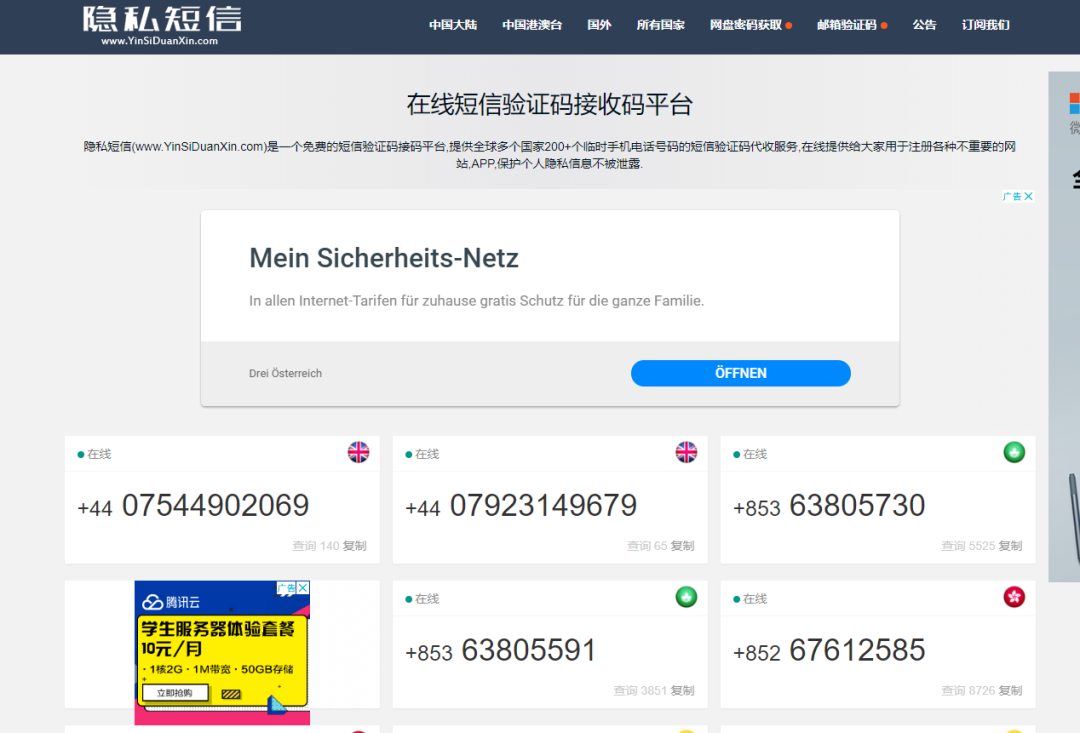 隐私短信
www.YinSiDuanXin.com
中国大陆 中国港澳台 国外 所有国家 网盘密码获取 邮箱验证码 公告 订阅我们
在线短信验证码接收码平台
隐私短信(www.YinSiDuanXin.com)是一个免费的短信验证码接码平台,提供全球多个国家200+个临时手机电话号码的短信验证码代收服务,在线提供给大家用于注册各种不重要的网
站,APP,保护个人隐私信息不被泄露.
广告
Mein Sicherheits-Netz
In allen Internet-Tarifen für zuhause gratis Schutz für die ganze Familie.
Drei Österreich
ÖFFNEN
在线
+44 07544902069
查询 140 复制
在线
+44 07923149679
查询 65 复制
在线
+853 63805730
查询 5525 复制
广告
腾讯云
学生服务器体验套餐
10元/月
·1核2G·1M带宽·50GB存储
立即抢购
在线
+853 63805591
查询 3851 复制
在线
+852 67612585
查询 8726 复制